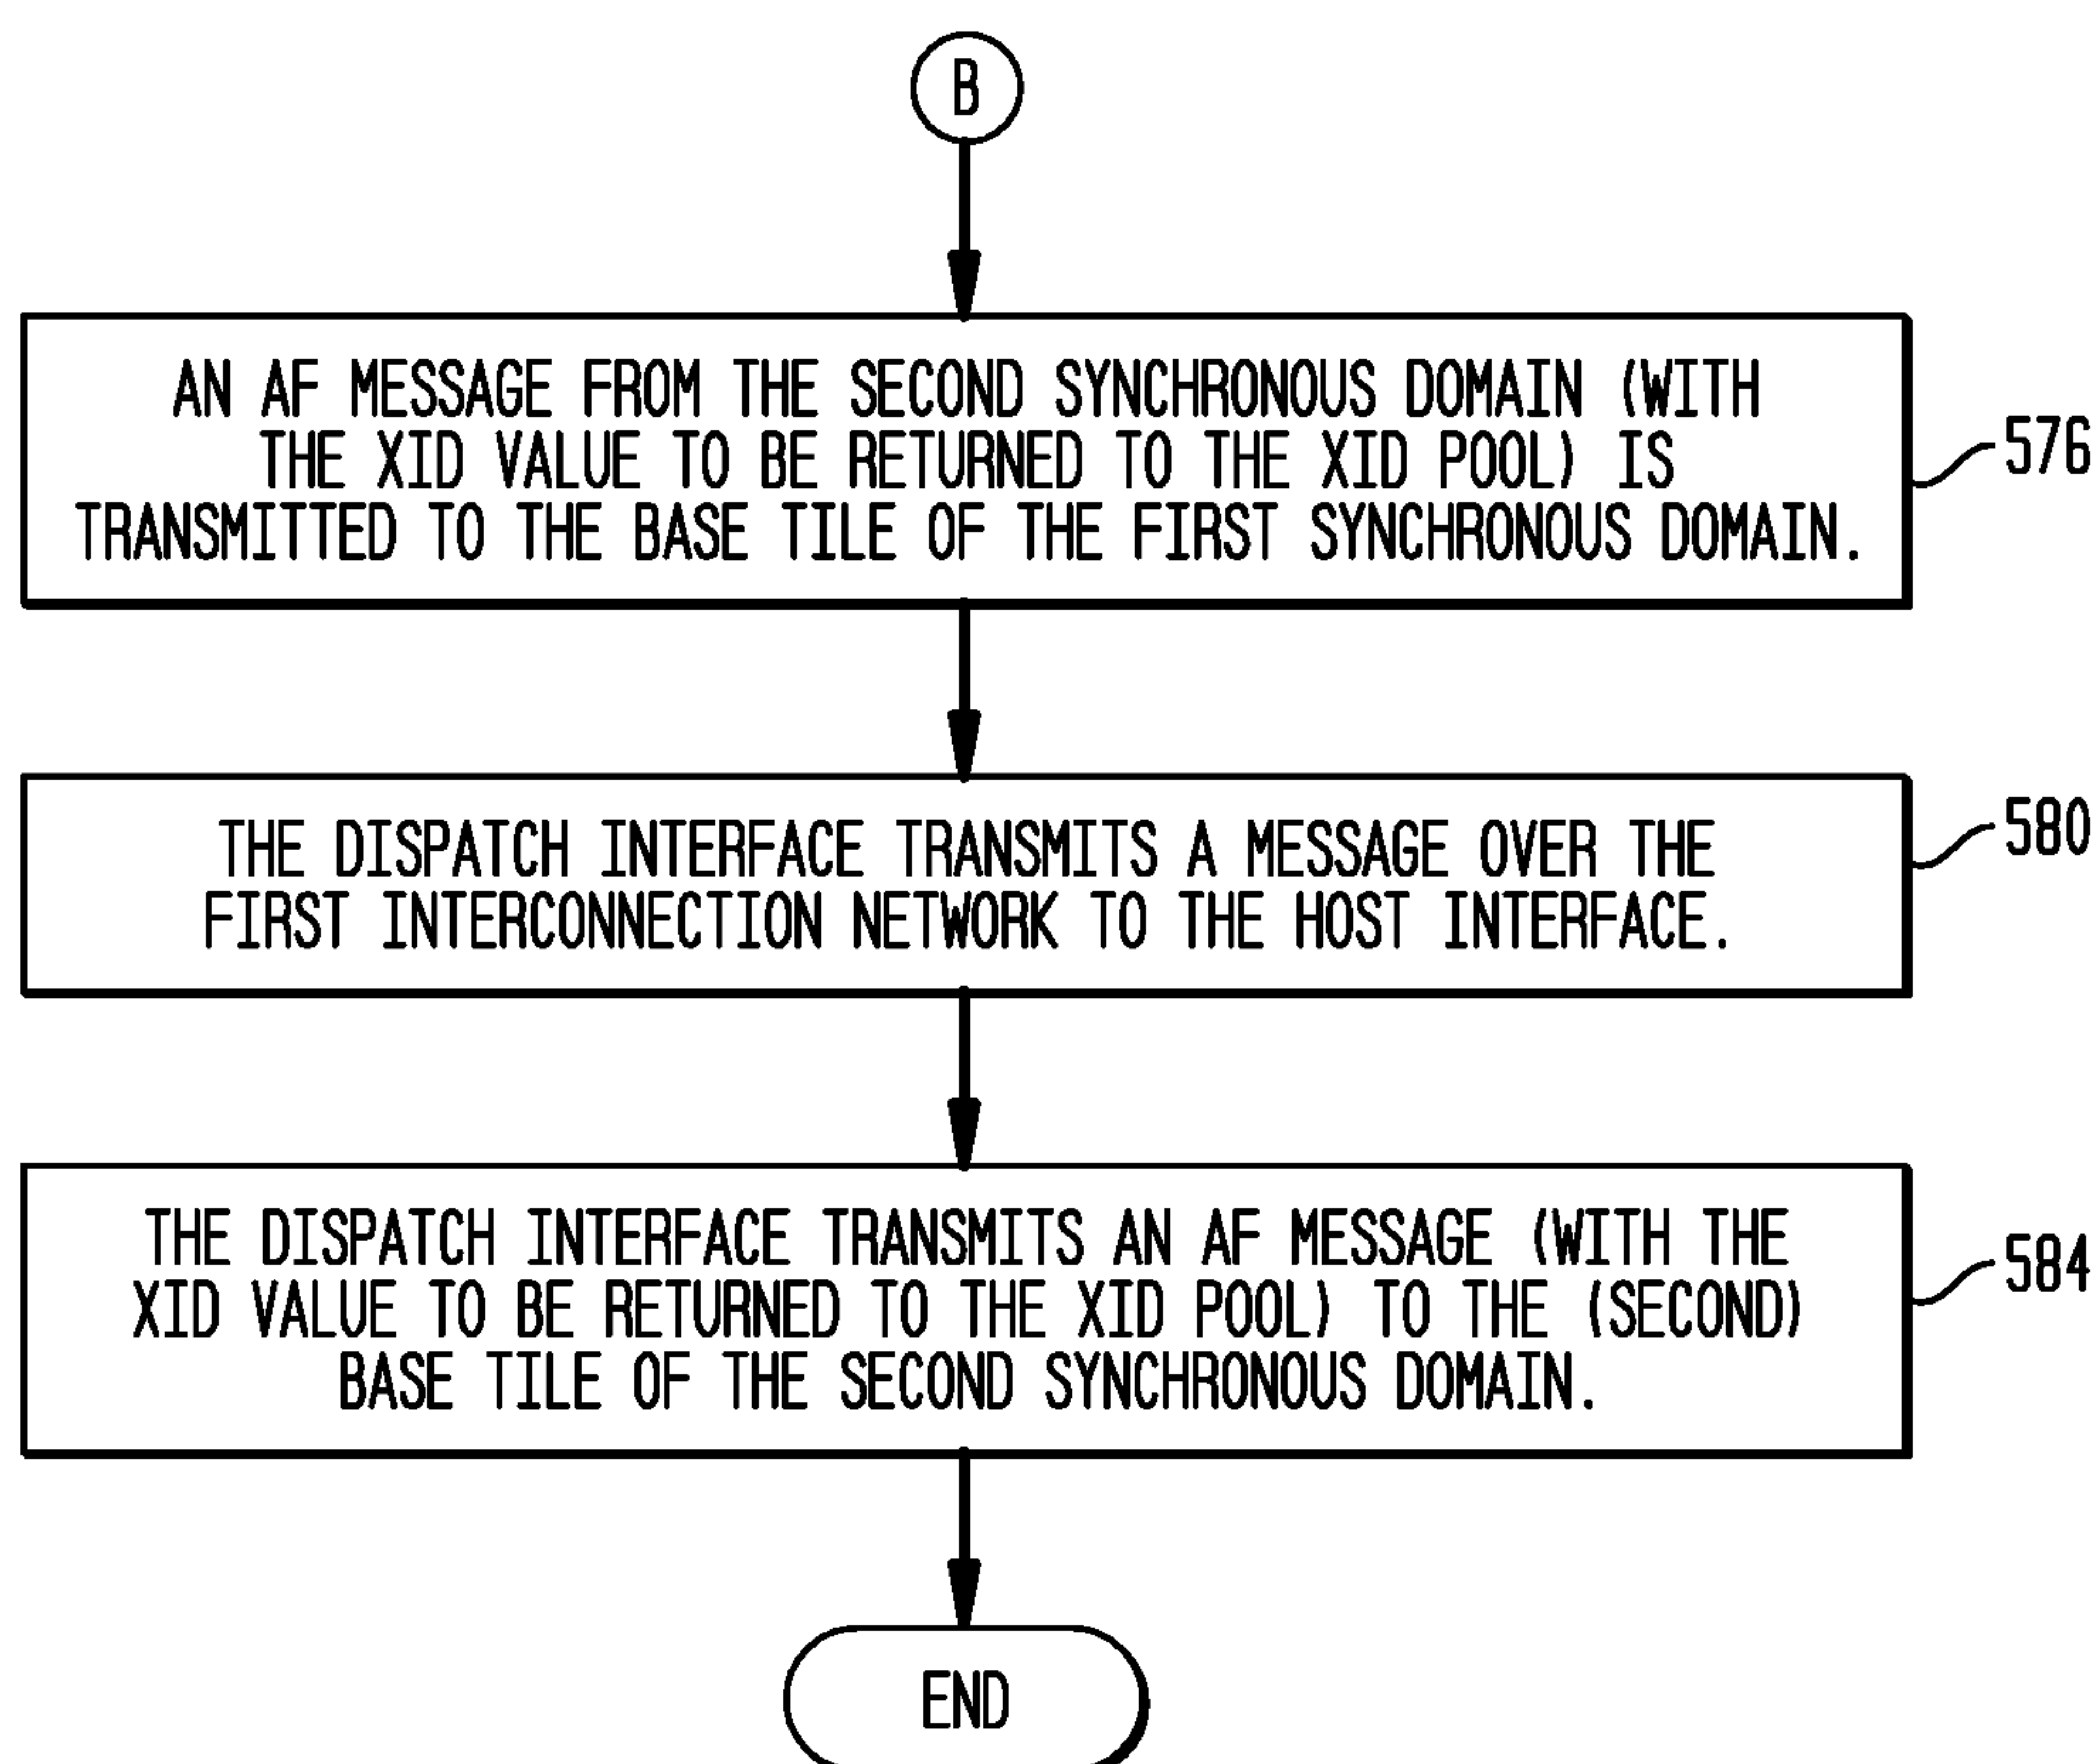 B
AN AF MESSAGE FROM THE SECOND SYNCHRONOUS DOMAIN (WITH
THE XID VALUE TO BE RETURNED TO THE XID POOL) IS
TRANSMITTED TO THE BASE TILE OF THE FIRST SYNCHRONOUS DOMAIN.
576
THE DISPATCH INTERFACE TRANSMITS A MESSAGE OVER THE
FIRST INTERCONNECTION NETWORK TO THE HOST INTERFACE.
580
THE DISPATCH INTERFACE TRANSMITS AN AF MESSAGE (WITH THE
XID VALUE TO BE RETURNED TO THE XID POOL) TO THE (SECOND)
BASE TILE OF THE SECOND SYNCHRONOUS DOMAIN.
584
END